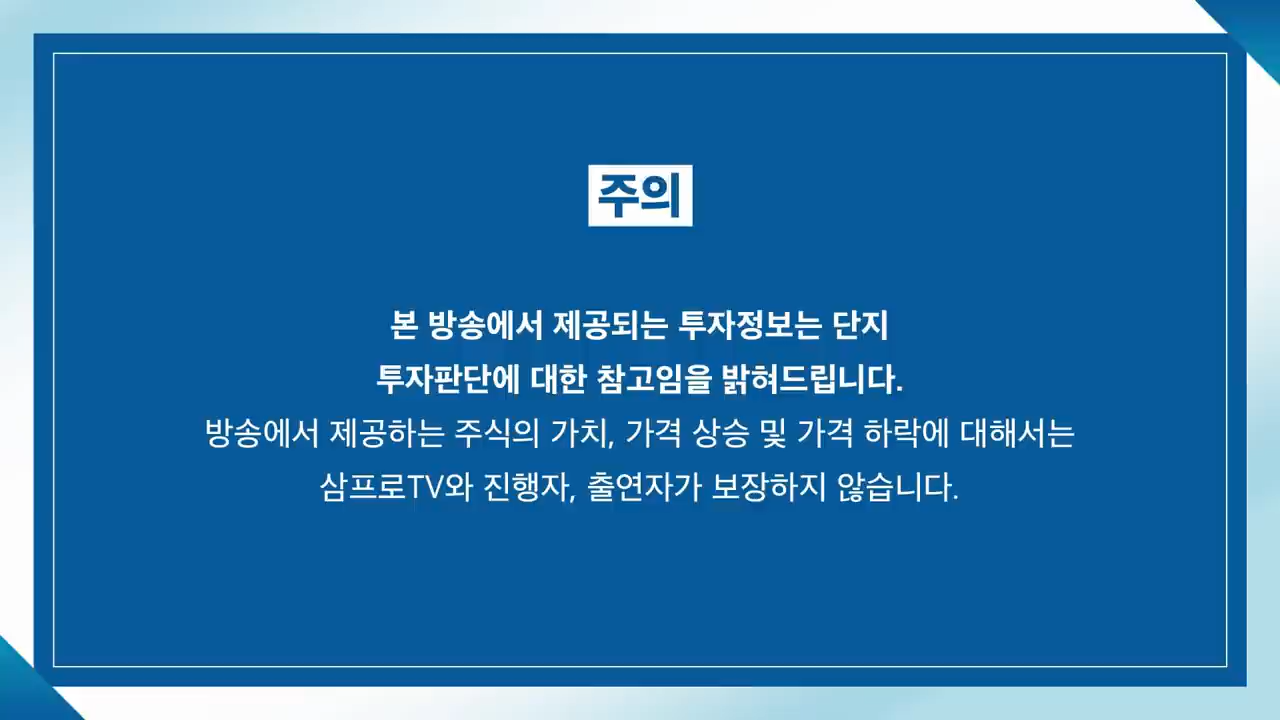 주의
본 방송에서 제공되는 투자정보는 단지
투자판단에 대한 참고임을 밝혀드립니다.
방송에서 제공하는 주식의 가치, 가격 상승 및 가격 하락에 대해서는
삼프로TV와 진행자, 출연자가 보장하지 않습니다.